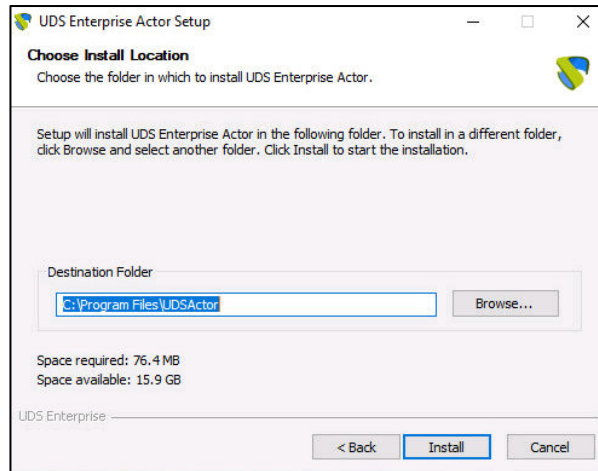 UDS Enterprise Actor Setup
Choose Install Location
Choose the folder in which to install UDS Enterprise Actor.
Setup will install UDS Enterprise Actor in the following folder. To install in a different folder,
click Browse and select another folder. Click Install to start the installation.
Destination Folder
C:\Program Files\UDSActor
Browse...
Space required: 76.4 MB
Space available: 15.9 GB
UDS Enterprise
< Back
Install
Cancel